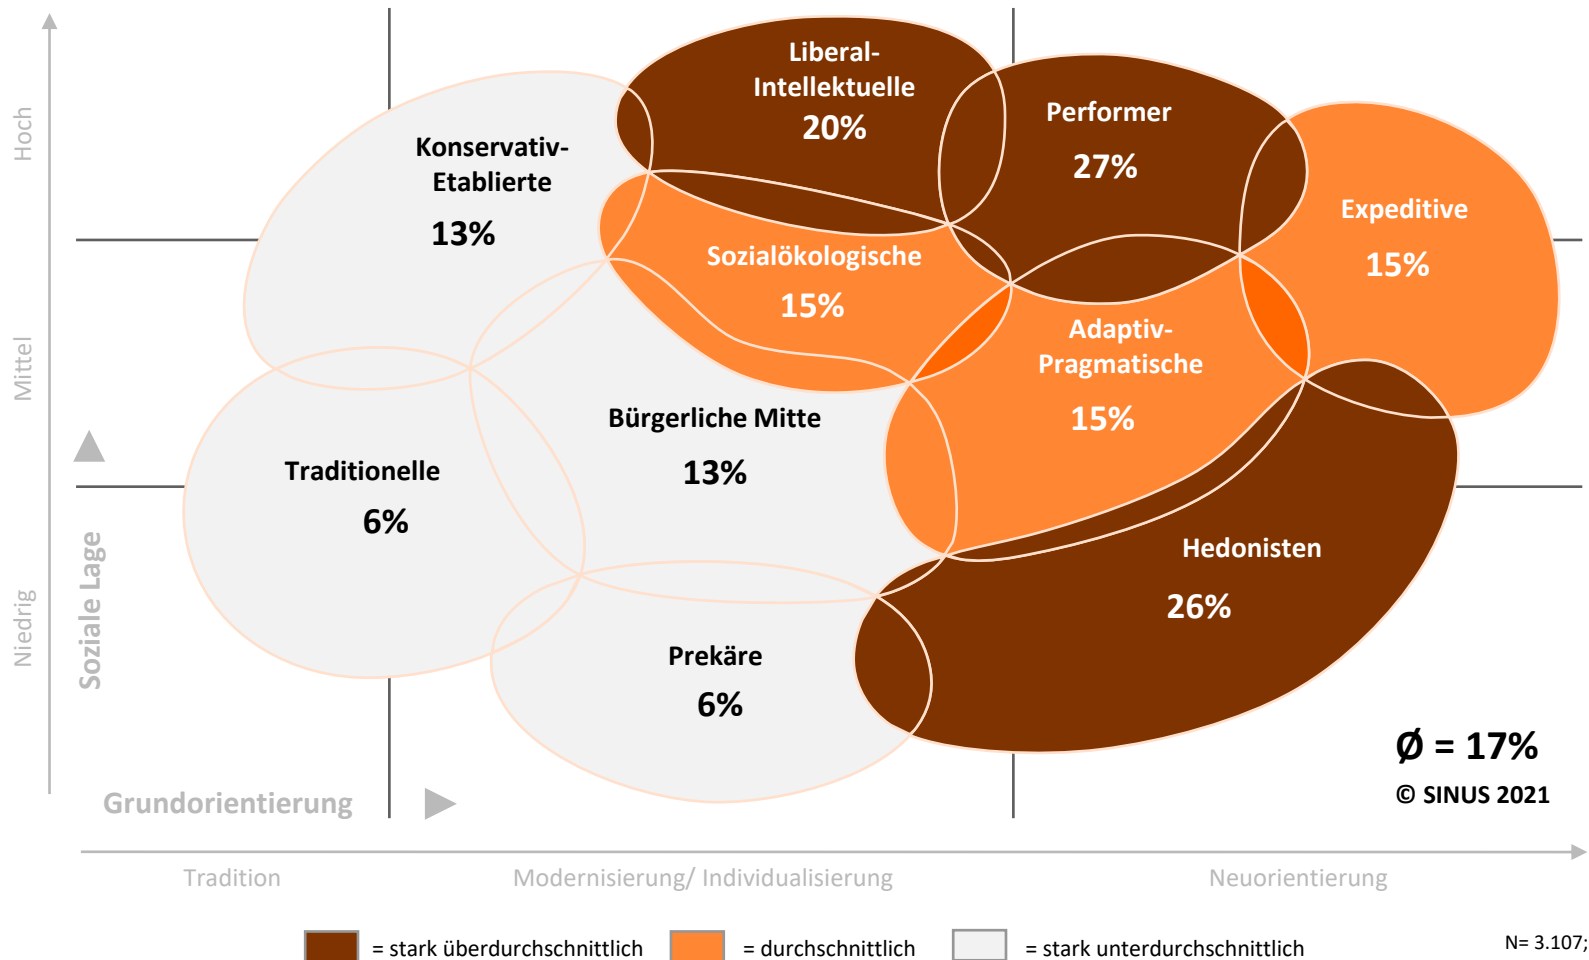 Liberal-
Intellektuelle
20%
Performer
27%
Konservativ-
Etablierte
13%
Expeditive
15%
Sozialökologische
15%
Adaptiv-
Pragmatische
15%
Bürgerliche Mitte
13%
Traditionelle
6%
Hedonisten
26%
Prekäre
6%
Hoch
Mittel
Niedrig
Soziale Lage
Ø = 17%
© SINUS 2021
Grundorientierung
Tradition
Modernisierung/ Individualisierung
Neuorientierung
= stark überdurchschnittlich
= durchschnittlich
= stark unterdurchschnittlich
N= 3.107;